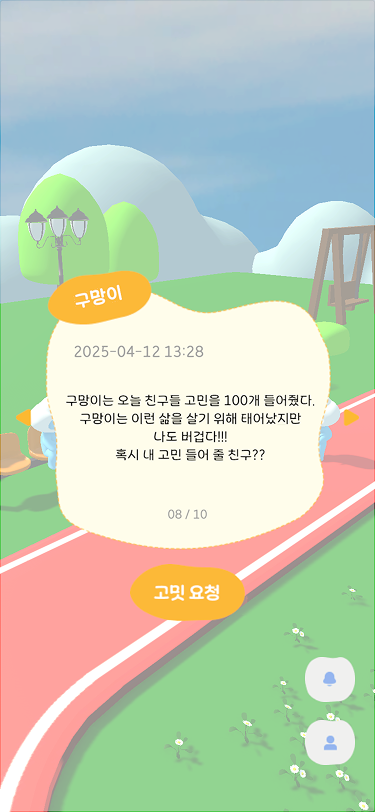 구망이
2025-04-12 13:28
구망이는 오늘 친구들 고민을 100개 들어줬다.
구망이는 이런 삶을 살기 위해 태어났지만
나도 버겁다!!!
혹시 내 고민 들어 줄 친구??
08 / 10
고밋 요청